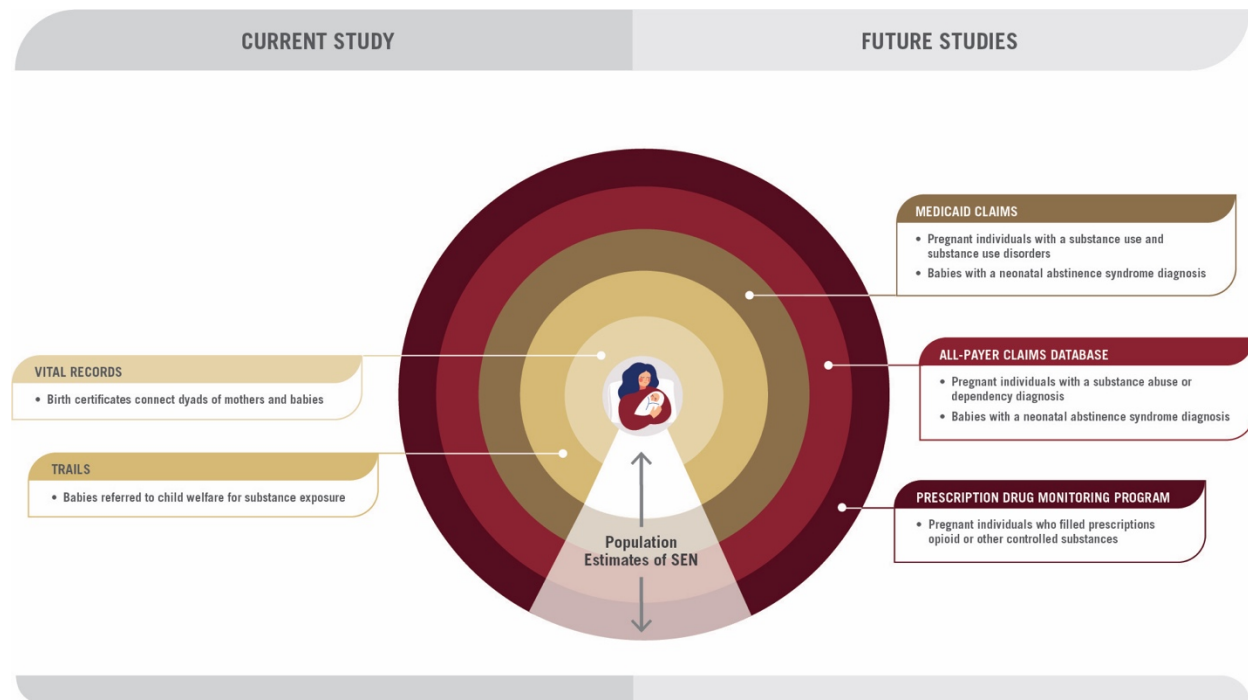 CURRENT STUDY
FUTURE STUDIES
VITAL RECORDS
• Birth certificates connect dyads of mothers and babies
TRAILS
• Babies referred to child welfare for substance exposure
Population
Estimates of SEN
MEDICAID CLAIMS
• Pregnant individuals with a substance use and
substance use disorders
• Babies with a neonatal abstinence syndrome diagnosis
ALL-PAYER CLAIMS DATABASE
• Pregnant individuals with a substance abuse or
dependency diagnosis
• Babies with a neonatal abstinence syndrome diagnosis
PRESCRIPTION DRUG MONITORING PROGRAM
• Pregnant individuals who filled prescriptions
opioid or other controlled substances